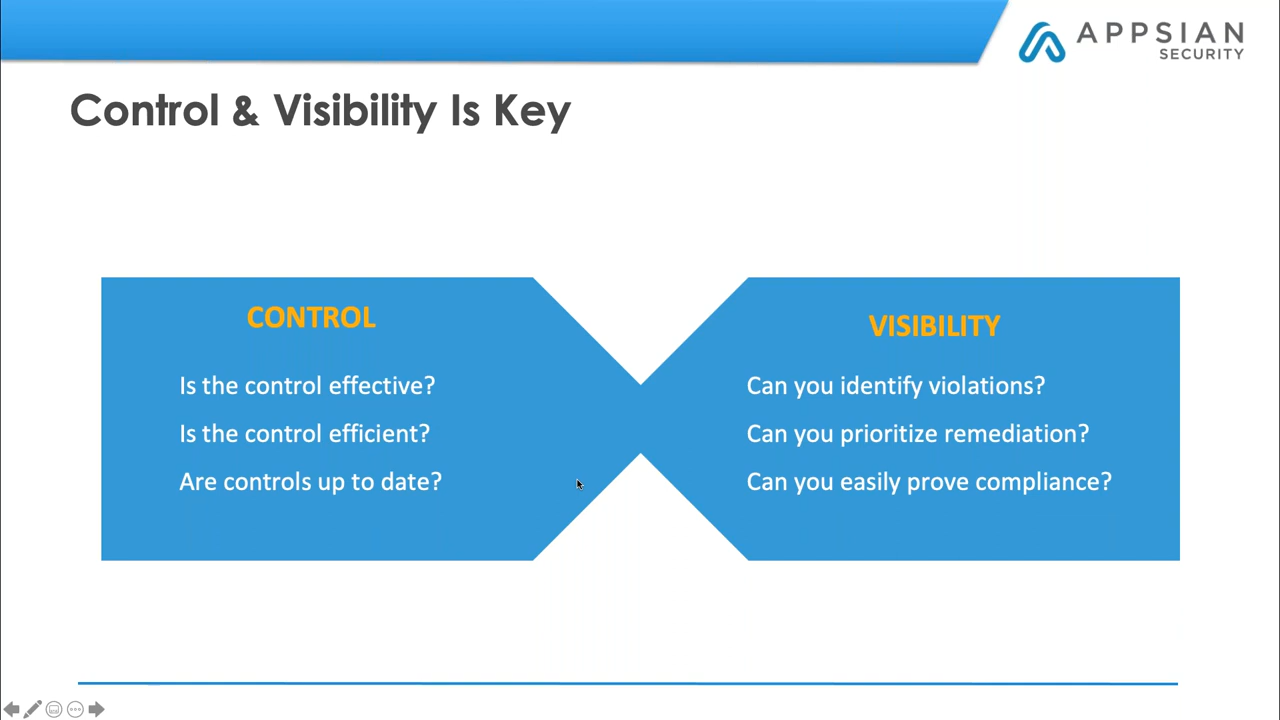 APPSIAN
SECURITY
Control & Visibility Is Key
CONTROL
Is the control effective?
Is the control efficient?
Are controls up to date?
VISIBILITY
Can you identify violations?
Can you prioritize remediation?
Can you easily prove compliance?